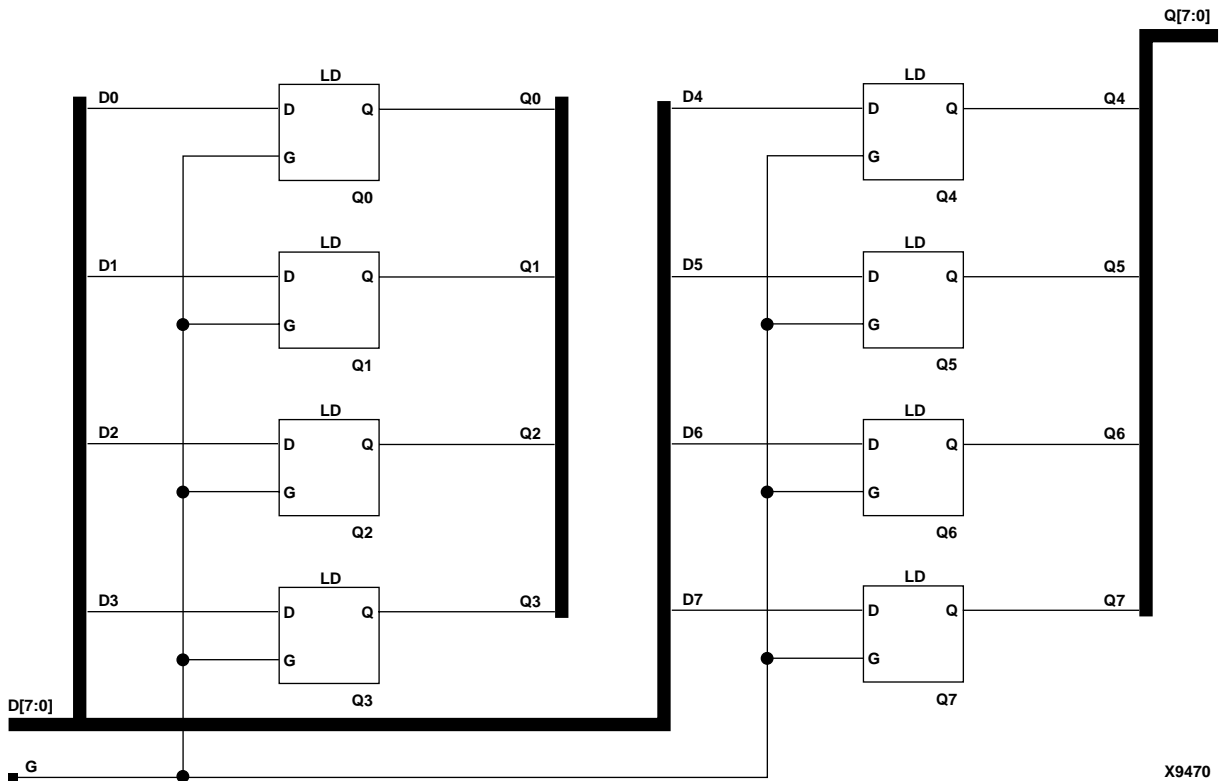 Q[7:0]
LD LD
D0 D Q Q0 D4 D Q Q4
G G
Q0 Q4
LD LD
D1 D Q Q1 D5 D Q Q5
G G
Q1 Q5
LD LD
D2 D Q Q2 D6 D Q Q6
G G
Q2 Q6
LD LD
D3 D Q Q3 D7 D Q Q7
G G
Q3 Q7
D[7:0]
G X9470